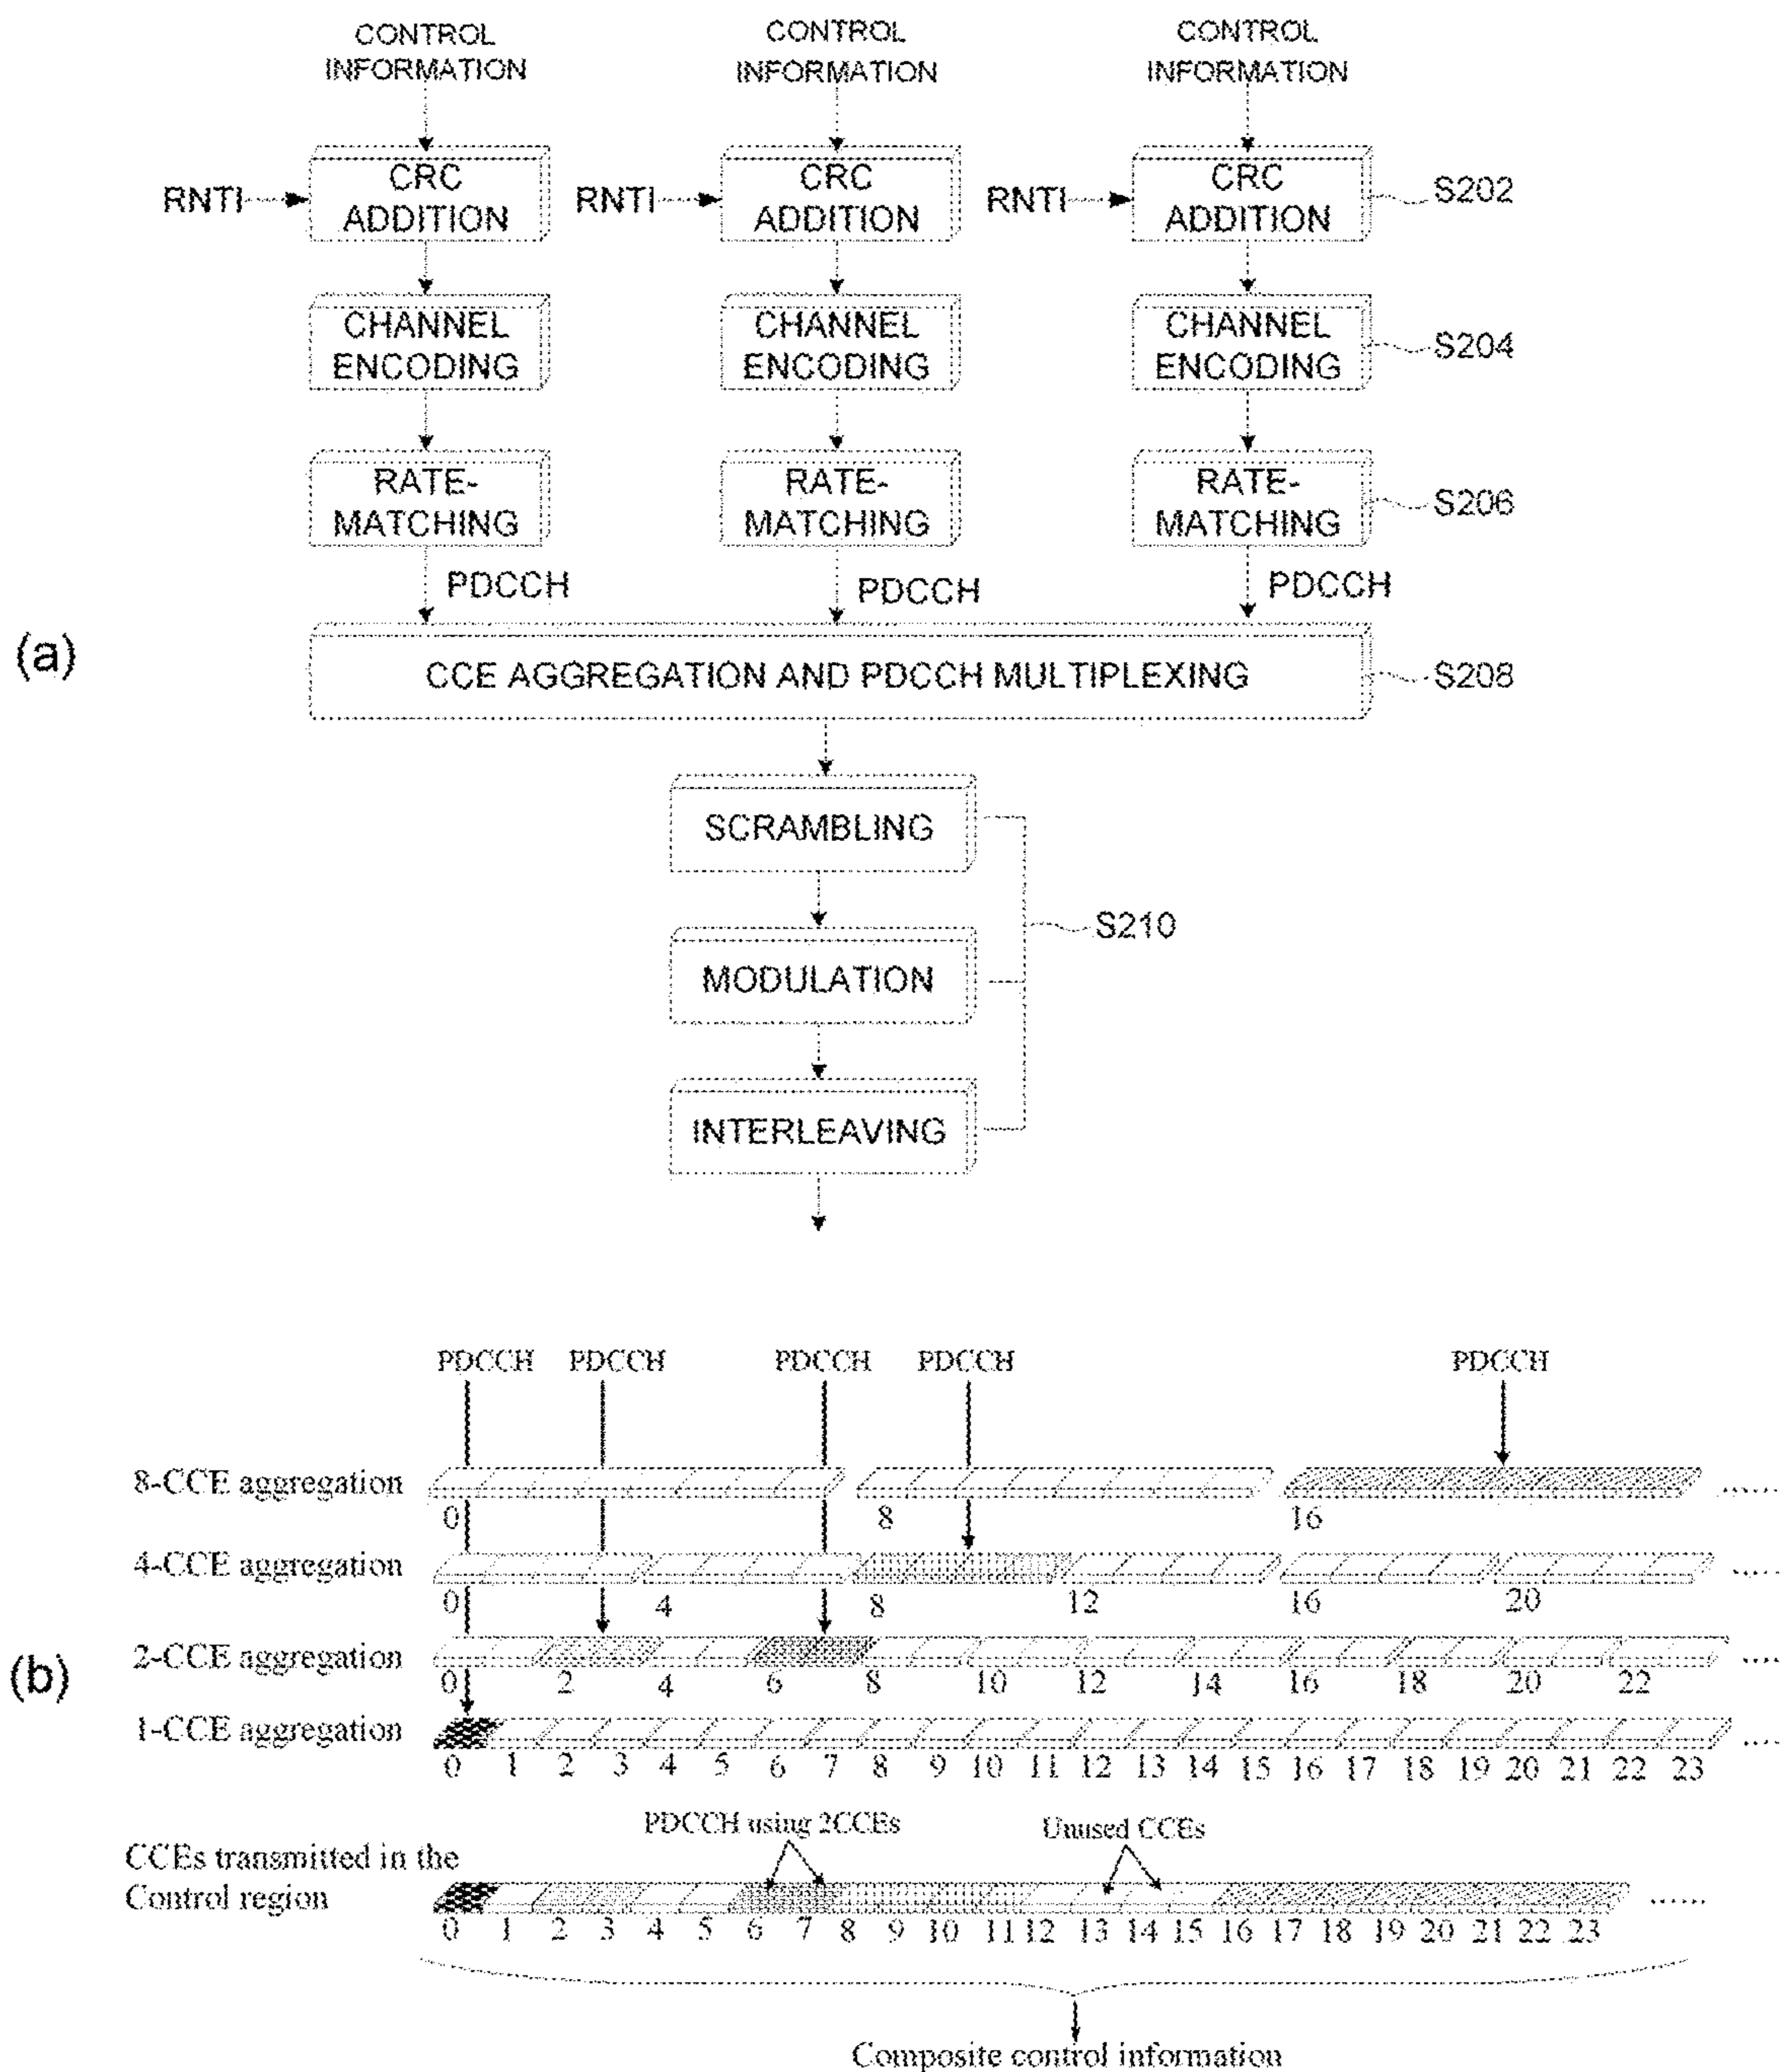 CONTROL INFORMATION
CONTROL INFORMATION
CONTROL INFORMATION
RNTI
CRC ADDITION
RNTI
CRC ADDITION
RNTI
CRC ADDITION
S202
CHANNEL ENCODING
CHANNEL ENCODING
CHANNEL ENCODING
S204
RATE-MATCHING
RATE-MATCHING
RATE-MATCHING
S206
PDCCH
PDCCH
PDCCH
(a)
CCE AGGREGATION AND PDCCH MULTIPLEXING
S208
SCRAMBLING
MODULATION
S210
INTERLEAVING
PDCCH PDCCH PDCCH PDCCH PDCCH
8-CCE aggregation
0 8 16
4-CCE aggregation
0 4 8 12 16 20
(b)
2-CCE aggregation
0 2 4 6 8 10 12 14 16 18 20 22
1-CCE aggregation
0 1 2 3 4 5 6 7 8 9 10 11 12 13 14 15 16 17 18 19 20 21 22 23
PDCCH using 2CCEs
Unused CCEs
CCEs transmitted in the
Control region
0 1 2 3 4 5 6 7 8 9 10 11 12 13 14 15 16 17 18 19 20 21 22 23
Composite control information